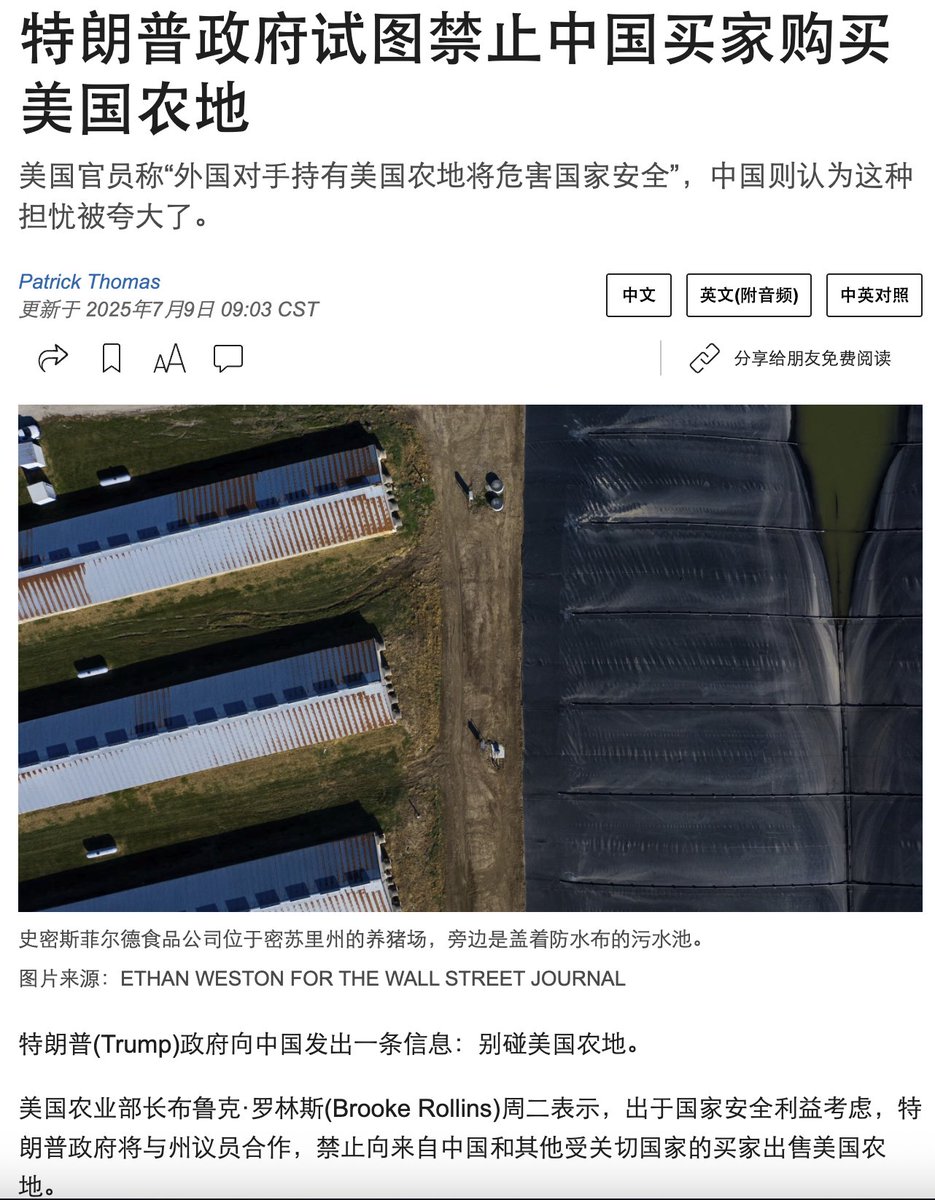 特朗普政府试图禁止中国买家购买
美国农地
美国官员称“外国对手持有美国农地将危害国家安全”，中国则认为这种
担忧被夸大了。
Patrick Thomas
更新于 2025年7月9日 09:03 CST
中文
英文(附音频)
中英对照
AA
分享给朋友免费阅读
史密斯菲尔德食品公司位于密苏里州的养猪场，旁边是盖着防水布的污水池。
图片来源：ETHAN WESTON FOR THE WALL STREET JOURNAL
特朗普(Trump)政府向中国发出一条信息：别碰美国农地。
美国农业部长布鲁克·罗林斯(Brooke Rollins)周二表示，出于国家安全利益考虑，特
朗普政府将与州议员合作，禁止向来自中国和其他受关切国家的买家出售美国农
地。